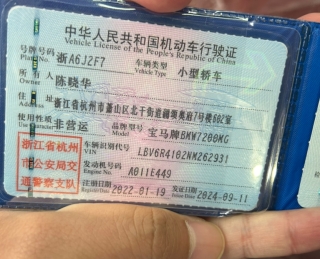 中华人民共和国机动车行驶证
Vehicle License of the People's Republic of China
号牌号码 浙A6J2F7 车辆类型 小型轿车
Plate No. Vehicle Type
所有人 陈晓华
Owner
住址 浙江省杭州市萧山区北干街道
Address
使用性质 非营运 品牌型号 宝马牌BMW7200MG
浙江省杭州市公安局交通警察支队
车辆识别代号 LBV6R4102NM262931
VIN
发动机号码 A011E449
Engine No.
注册日期 2022-01-19 发证日期 2024-09-11
Register Date Issue Date